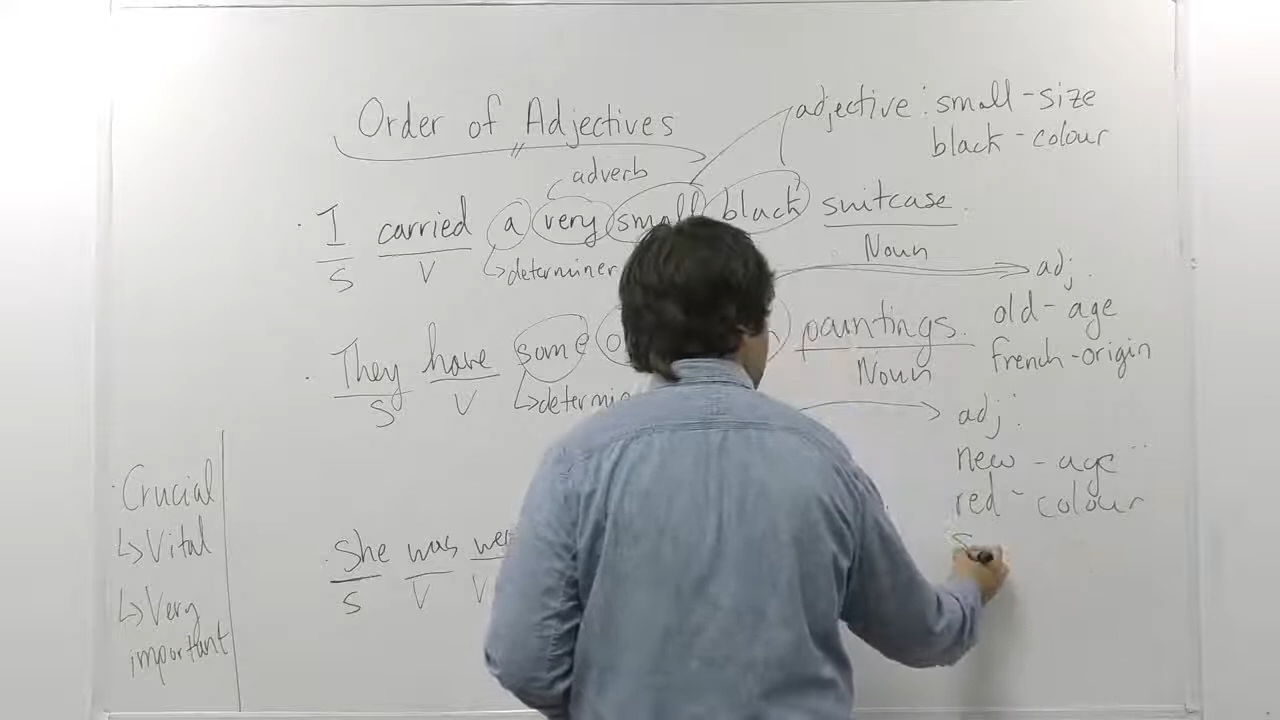 Order of Adjectives
adjective: small - size
black - colour
adverb
I carried a very small black suitcase.
S V determiner Noun
adj.
old - age
french - origin
They have some paintings.
S V Noun
adj:
new - age
red - colour
She was
S V V
Crucial
Vital
Very
important